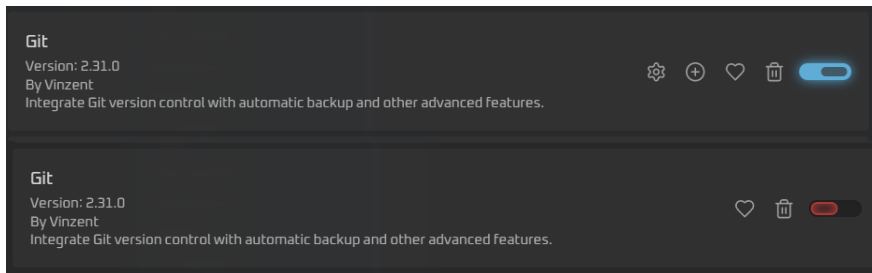 Git
Version: 2.31.0
By Vinzent
Integrate Git version control with automatic backup and other advanced features.
Git
Version: 2.31.0
By Vinzent
Integrate Git version control with automatic backup and other advanced features.